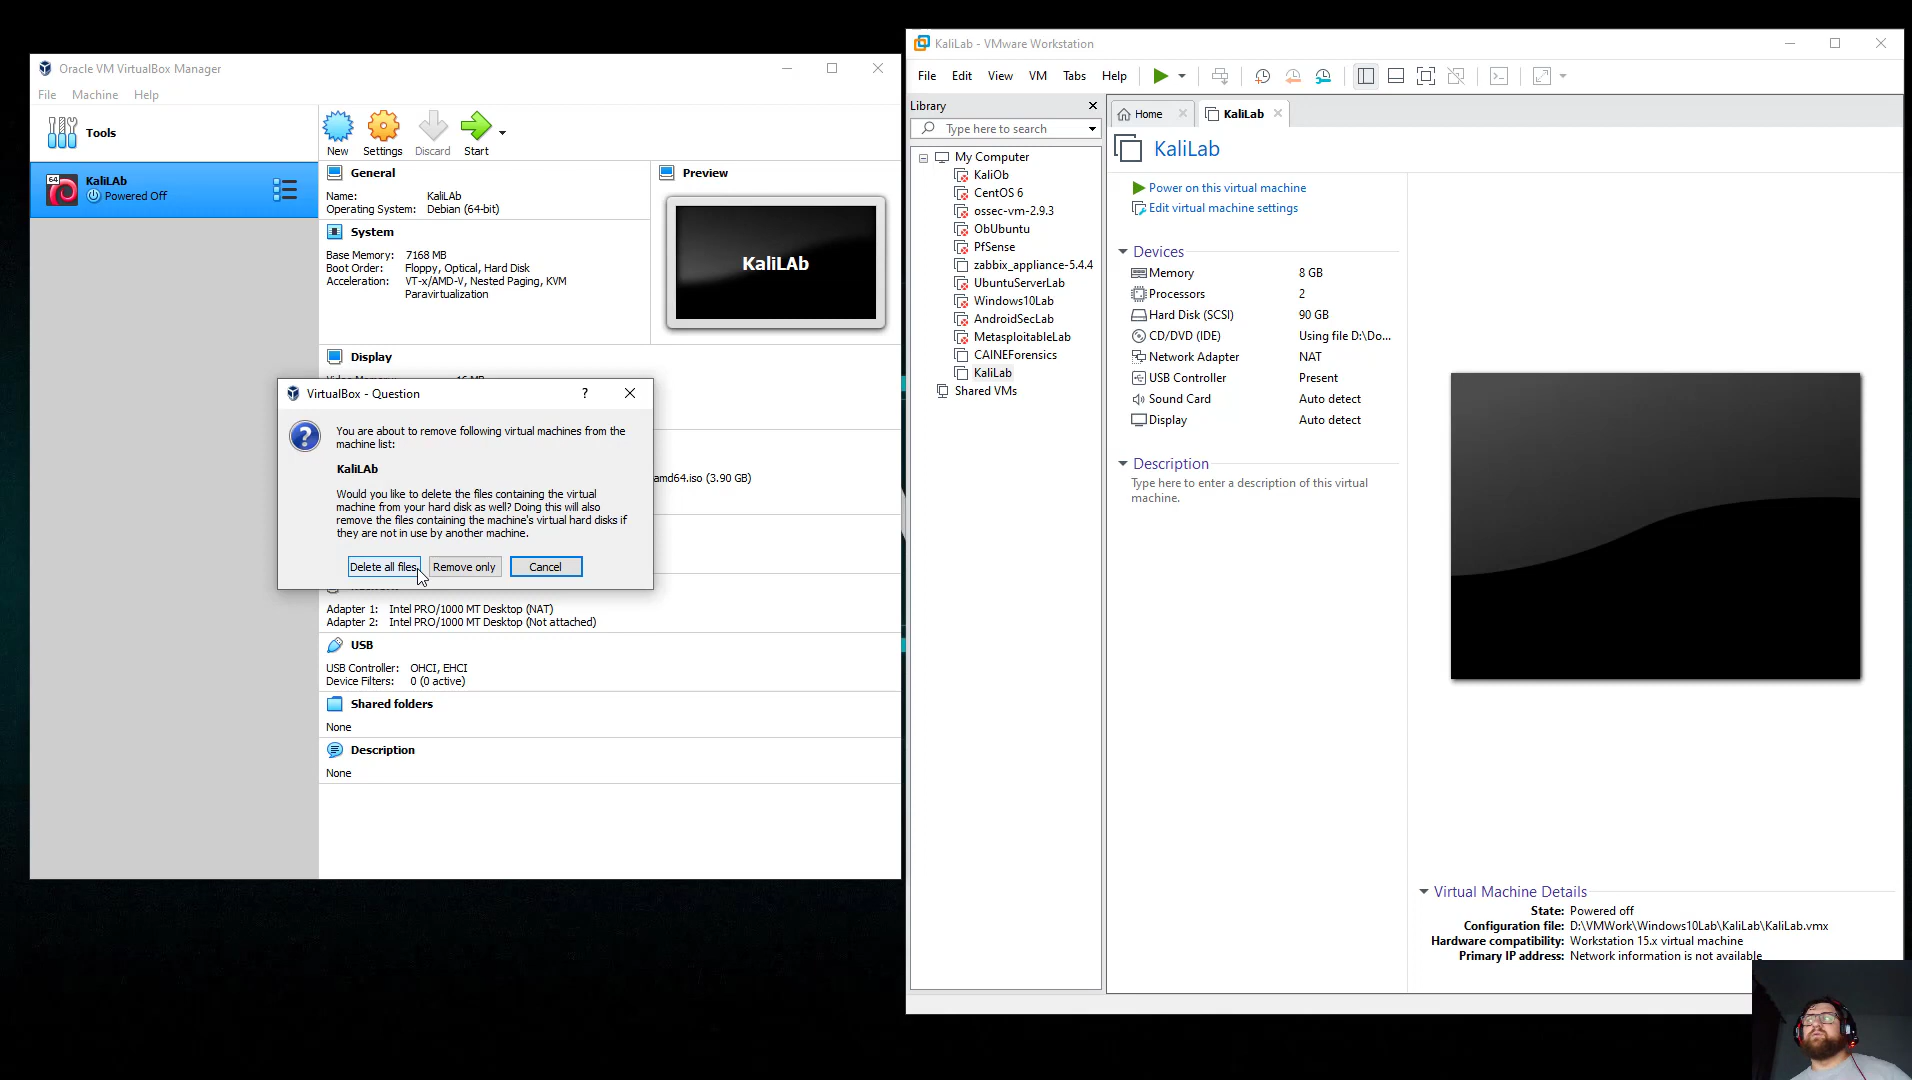 Oracle VM VirtualBox Manager
File Machine Help
Tools
New
Settings
Discard
Start
64
KaliLAb
Powered Off
General
Name: KaliLAb
Operating System: Debian (64-bit)
System
Base Memory: 7168 MB
Boot Order: Floppy, Optical, Hard Disk
Acceleration: VT-x/AMD-V, Nested Paging, KVM
Paravirtualization
Preview
KaliLAb
Display
VirtualBox - Question
?
You are about to remove following virtual machines from the
machine list:
KaliLAb
Would you like to delete the files containing the virtual
machine from your hard disk as well? Doing this will also
remove the files containing the machine's virtual hard disks if
they are not in use by another machine.
Delete all files
Remove only
Cancel
amd64.iso (3.90 GB)
Adapter 1: Intel PRO/1000 MT Desktop (NAT)
Adapter 2: Intel PRO/1000 MT Desktop (Not attached)
USB
USB Controller: OHCI, EHCI
Device Filters: 0 (0 active)
Shared folders
None
Description
None
KaliLab - VMware Workstation
File Edit View VM Tabs Help
Library
Type here to search
My Computer
KaliOb
CentOS 6
ossec-vm-2.9.3
ObUbuntu
PfSense
zabbix_appliance-5.4.4
UbuntuServerLab
Windows10Lab
AndroidSecLab
MetasploitableLab
CAINEForensics
KaliLab
Shared VMs
Home
KaliLab
KaliLab
Power on this virtual machine
Edit virtual machine settings
Devices
Memory 8 GB
Processors 2
Hard Disk (SCSI) 90 GB
CD/DVD (IDE) Using file D:\Do...
Network Adapter NAT
USB Controller Present
Sound Card Auto detect
Display Auto detect
Description
Type here to enter a description of this virtual
machine.
Virtual Machine Details
State: Powered off
Configuration file: D:\VMWork\Windows10Lab\KaliLab\KaliLab.vmx
Hardware compatibility: Workstation 15.x virtual machine
Primary IP address: Network information is not available